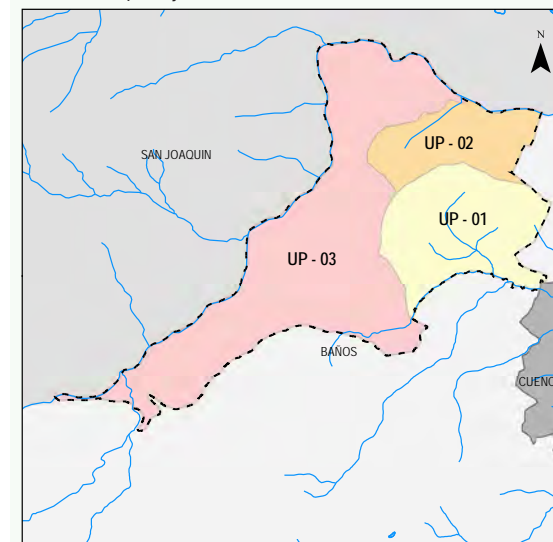 N
UP - 02
SAN JOAQUIN
UP - 01
UP - 03
BAÑOS
CUENC